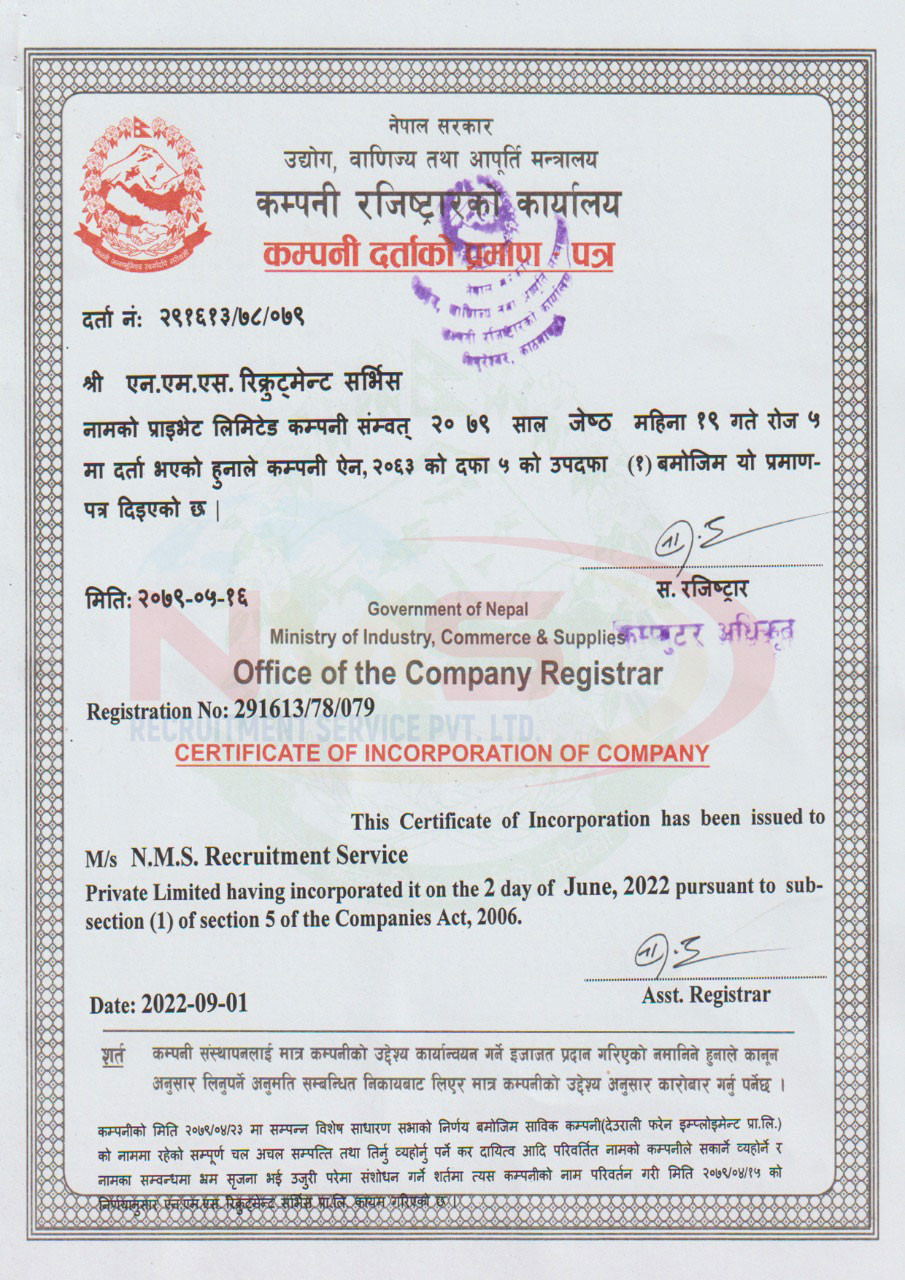 नेपाल सरकार
उद्योग, वाणिज्य तथा आपूर्ति मन्त्रालय
कम्पनी रजिष्ट्रारको कार्यालय
कम्पनी दर्ताको प्रमाण पत्र
दर्ता नं: २९१६१३/७८/०७९
श्री एन.एम.एस. रिक्रुट्मेन्ट सर्भिस
नामको प्राइभेट लिमिटेड कम्पनी संम्वत् २०७९ साल जेष्ठ महिना १९ गते रोज ५
मा दर्ता भएको हुनाले कम्पनी ऐन, २०६३ को दफा ५ को उपदफा (१) बमोजिम यो प्रमाण-
पत्र दिइएको छ |
स. रजिष्ट्रार
मिति: २०७९-०५-१६
कम्प्युटर अधिकृत
Government of Nepal
Ministry of Industry, Commerce & Supplies
Office of the Company Registrar
Registration No: 291613/78/079
NMS
RECRUITMENT SERVICE PVT. LTD.
CERTIFICATE OF INCORPORATION OF COMPANY
This Certificate of Incorporation has been issued to
M/s N.M.S. Recruitment Service
Private Limited having incorporated it on the 2 day of June, 2022 pursuant to sub-
section (1) of section 5 of the Companies Act, 2006.
Date: 2022-09-01
Asst. Registrar
शर्त कम्पनी संस्थापनलाई मात्र कम्पनीको उद्देश्य कार्यान्वयन गर्ने इजाजत प्रदान गरिएको नमानिने हुनाले कानून
अनुसार लिनुपर्ने अनुमति सम्बन्धित निकायबाट लिएर मात्र कम्पनीको उद्देश्य अनुसार कारोबार गर्नु पर्नेछ ।
कम्पनीको मिति २०७९/०४/२३ मा सम्पन्न विशेष साधारण सभाको निर्णय बमोजिम साविक कम्पनी(देउराली फरेन इम्प्लोइमेन्ट प्रा.लि.)
को नाममा रहेको सम्पूर्ण चल अचल सम्पत्ति तथा तिर्नु व्यहोर्नु पर्ने कर दायित्व आदि परिवर्तित नामको कम्पनीले सकार्ने व्यहोर्ने र
नामका सम्वन्धमा भ्रम सृजना भई उजुरी परेमा संशोधन गर्ने शर्तमा त्यस कम्पनीको नाम परिवर्तन गरी मिति २०७९/०४/१५ को
निर्णयानुसार एन.एम.एस. रिक्रुट्मेन्ट सर्भिस प्रा.लि. कायम गरिएको छ ।